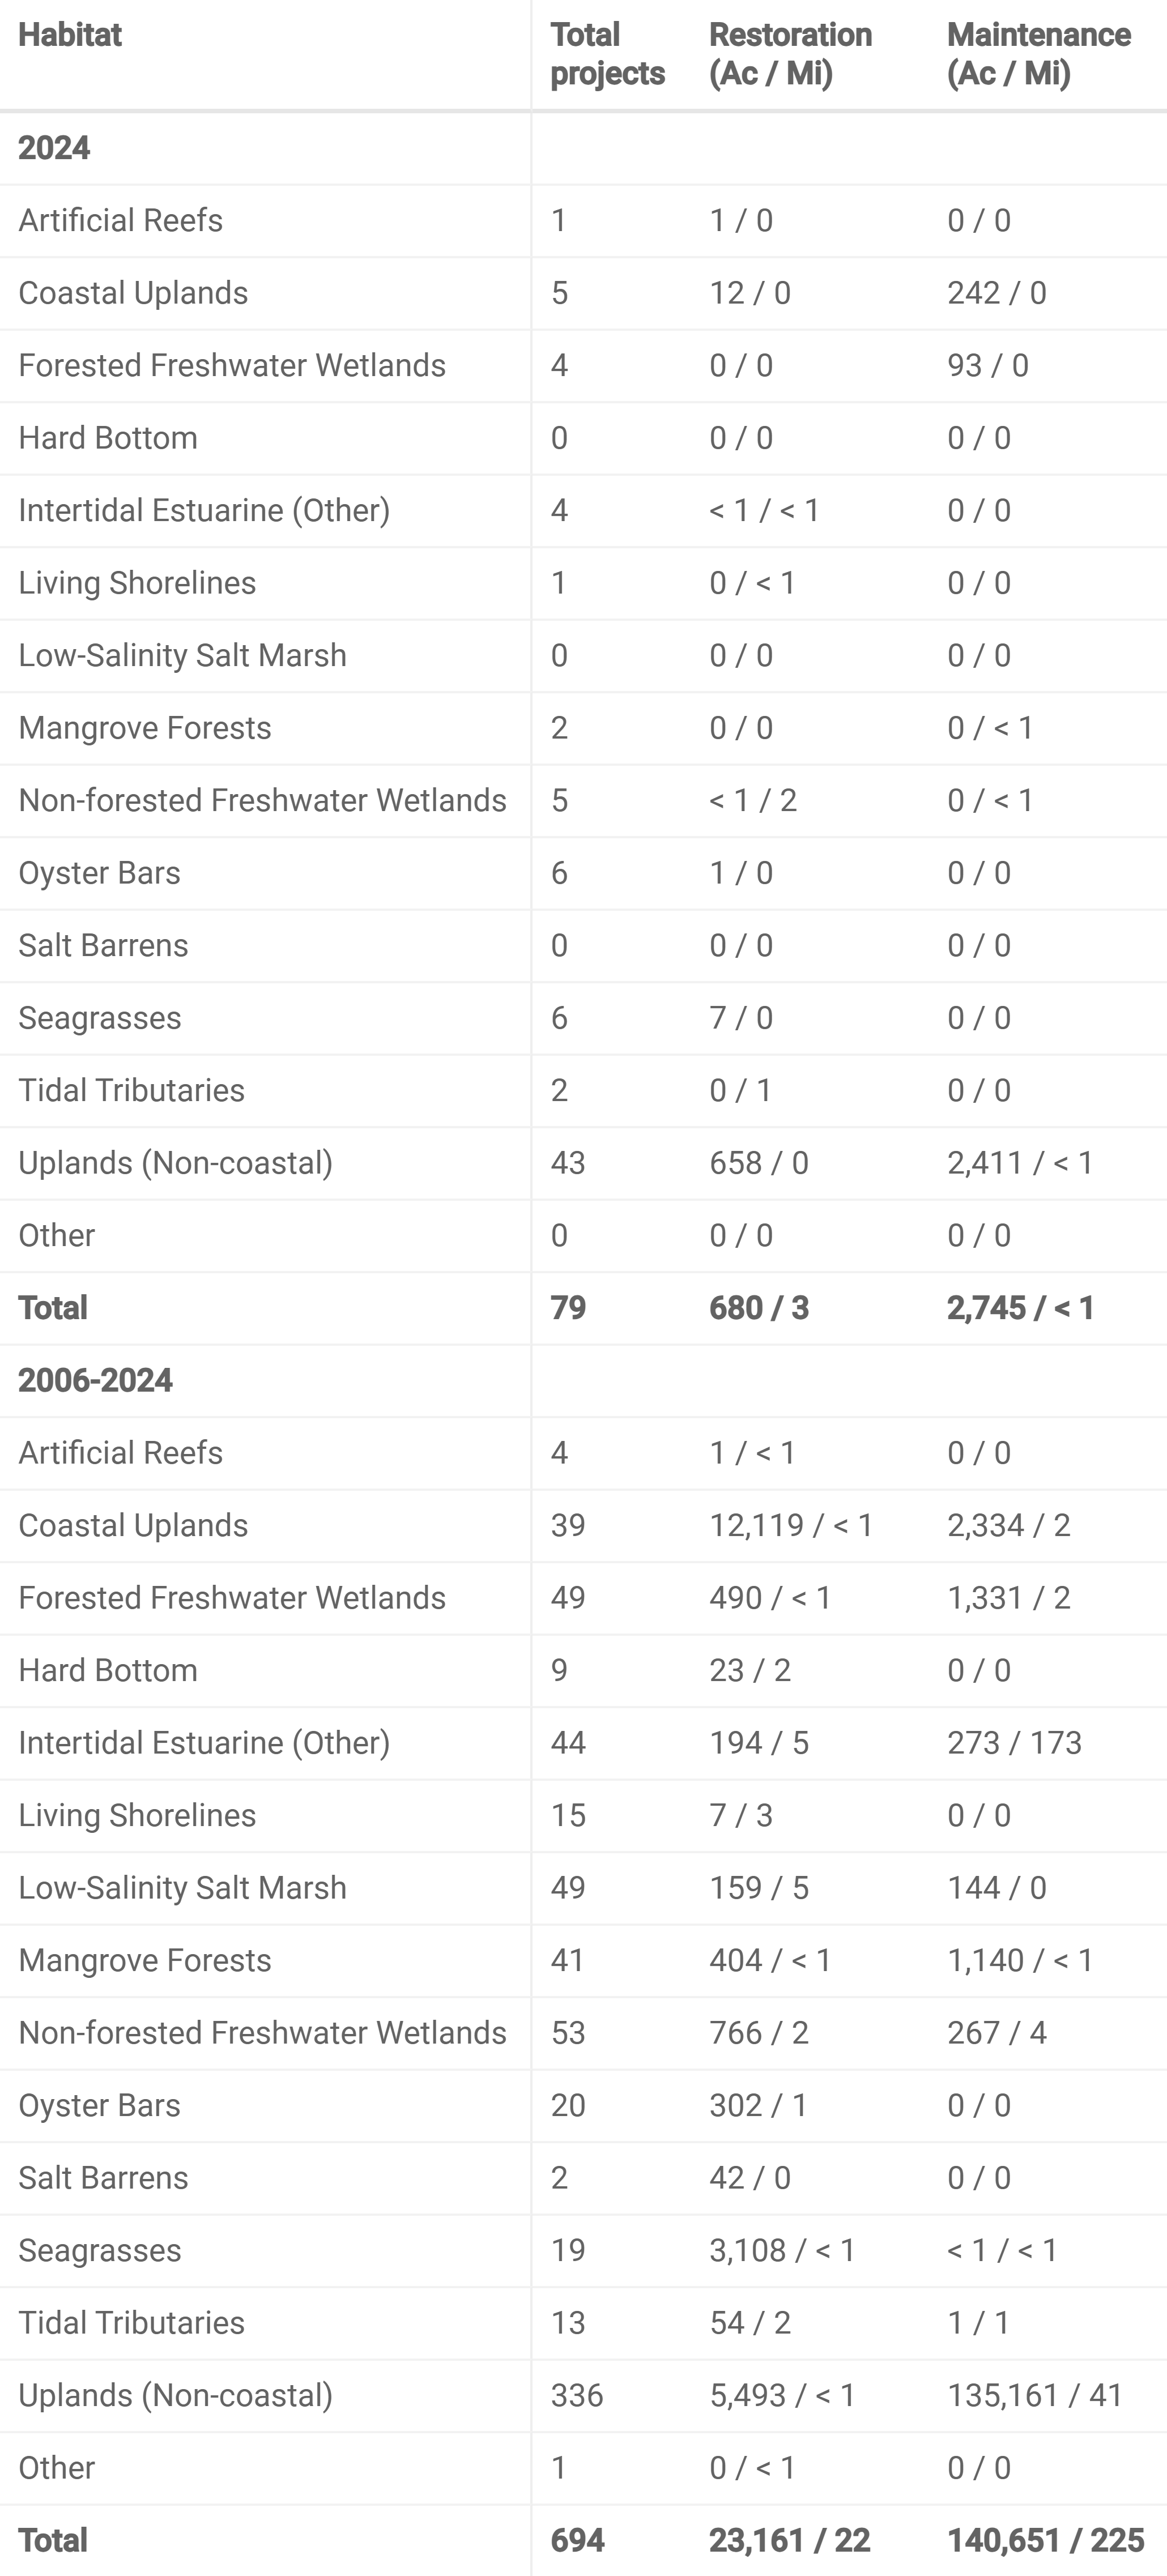 Habitat Total projects Restoration (Ac / Mi) Maintenance (Ac / Mi)
2024
Artificial Reefs 1 1 / 0 0 / 0
Coastal Uplands 5 12 / 0 242 / 0
Forested Freshwater Wetlands 4 0 / 0 93 / 0
Hard Bottom 0 0 / 0 0 / 0
Intertidal Estuarine (Other) 4 < 1 / < 1 0 / 0
Living Shorelines 1 0 / < 1 0 / 0
Low-Salinity Salt Marsh 0 0 / 0 0 / 0
Mangrove Forests 2 0 / 0 0 / < 1
Non-forested Freshwater Wetlands 5 < 1 / 2 0 / < 1
Oyster Bars 6 1 / 0 0 / 0
Salt Barrens 0 0 / 0 0 / 0
Seagrasses 6 7 / 0 0 / 0
Tidal Tributaries 2 0 / 1 0 / 0
Uplands (Non-coastal) 43 658 / 0 2,411 / < 1
Other 0 0 / 0 0 / 0
Total 79 680 / 3 2,745 / < 1
2006-2024
Artificial Reefs 4 1 / < 1 0 / 0
Coastal Uplands 39 12,119 / < 1 2,334 / 2
Forested Freshwater Wetlands 49 490 / < 1 1,331 / 2
Hard Bottom 9 23 / 2 0 / 0
Intertidal Estuarine (Other) 44 194 / 5 273 / 173
Living Shorelines 15 7 / 3 0 / 0
Low-Salinity Salt Marsh 49 159 / 5 144 / 0
Mangrove Forests 41 404 / < 1 1,140 / < 1
Non-forested Freshwater Wetlands 53 766 / 2 267 / 4
Oyster Bars 20 302 / 1 0 / 0
Salt Barrens 2 42 / 0 0 / 0
Seagrasses 19 3,108 / < 1 < 1 / < 1
Tidal Tributaries 13 54 / 2 1 / 1
Uplands (Non-coastal) 336 5,493 / < 1 135,161 / 41
Other 1 0 / < 1 0 / 0
Total 694 23,161 / 22 140,651 / 225